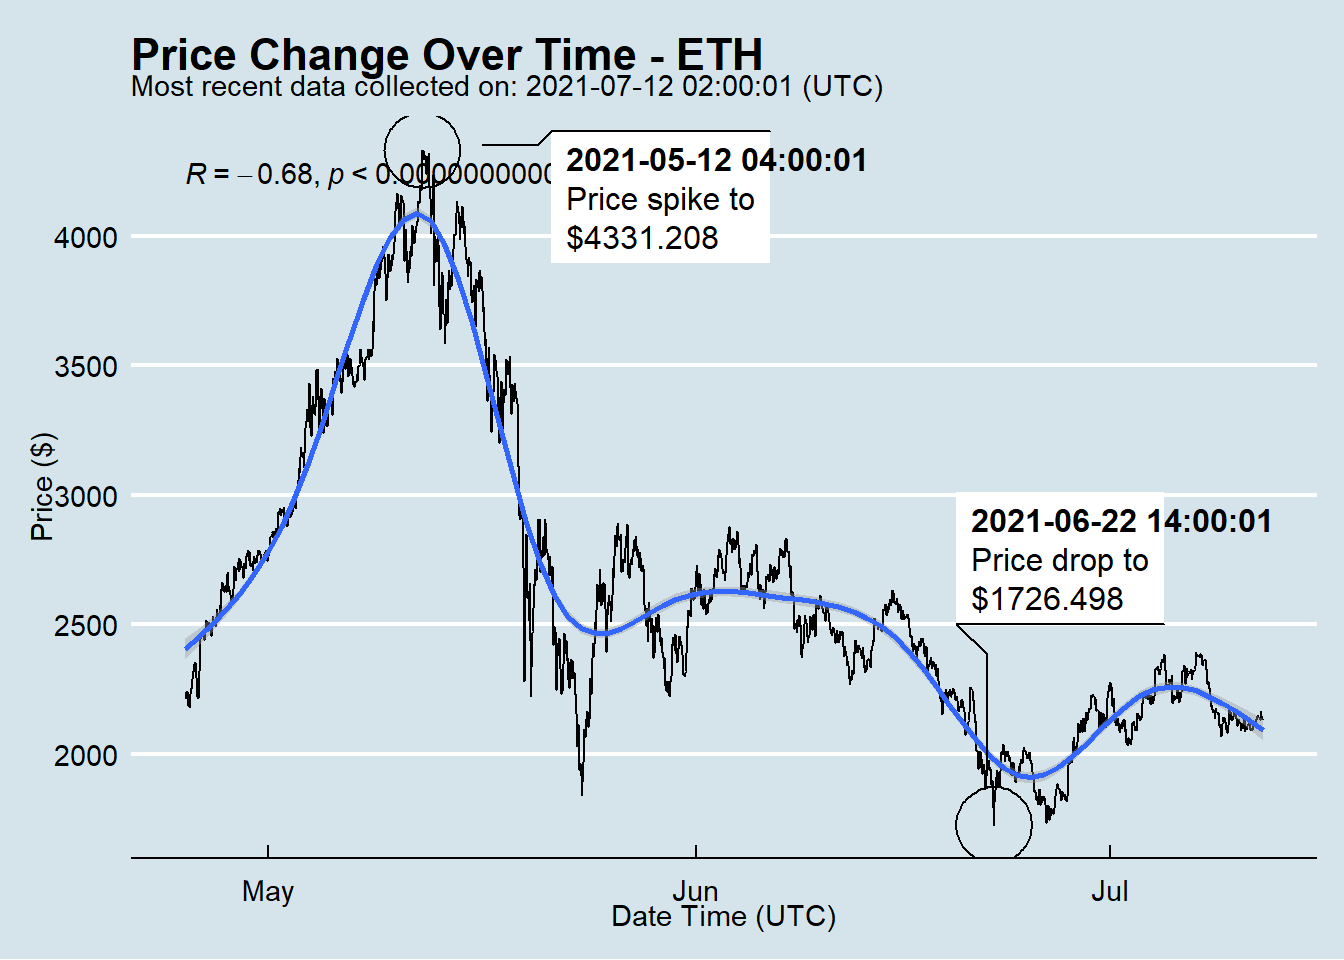 Price Change Over Time - ETH
Most recent data collected on: 2021-07-12 02:00:01 (UTC)
R = −0.68, p < 0.0000000000
2021-05-12 04:00:01
Price spike to
$4331.208
4000
3500
3000
2500
2000
Price ($)
2021-06-22 14:00:01
Price drop to
$1726.498
May
Jun
Jul
Date Time (UTC)